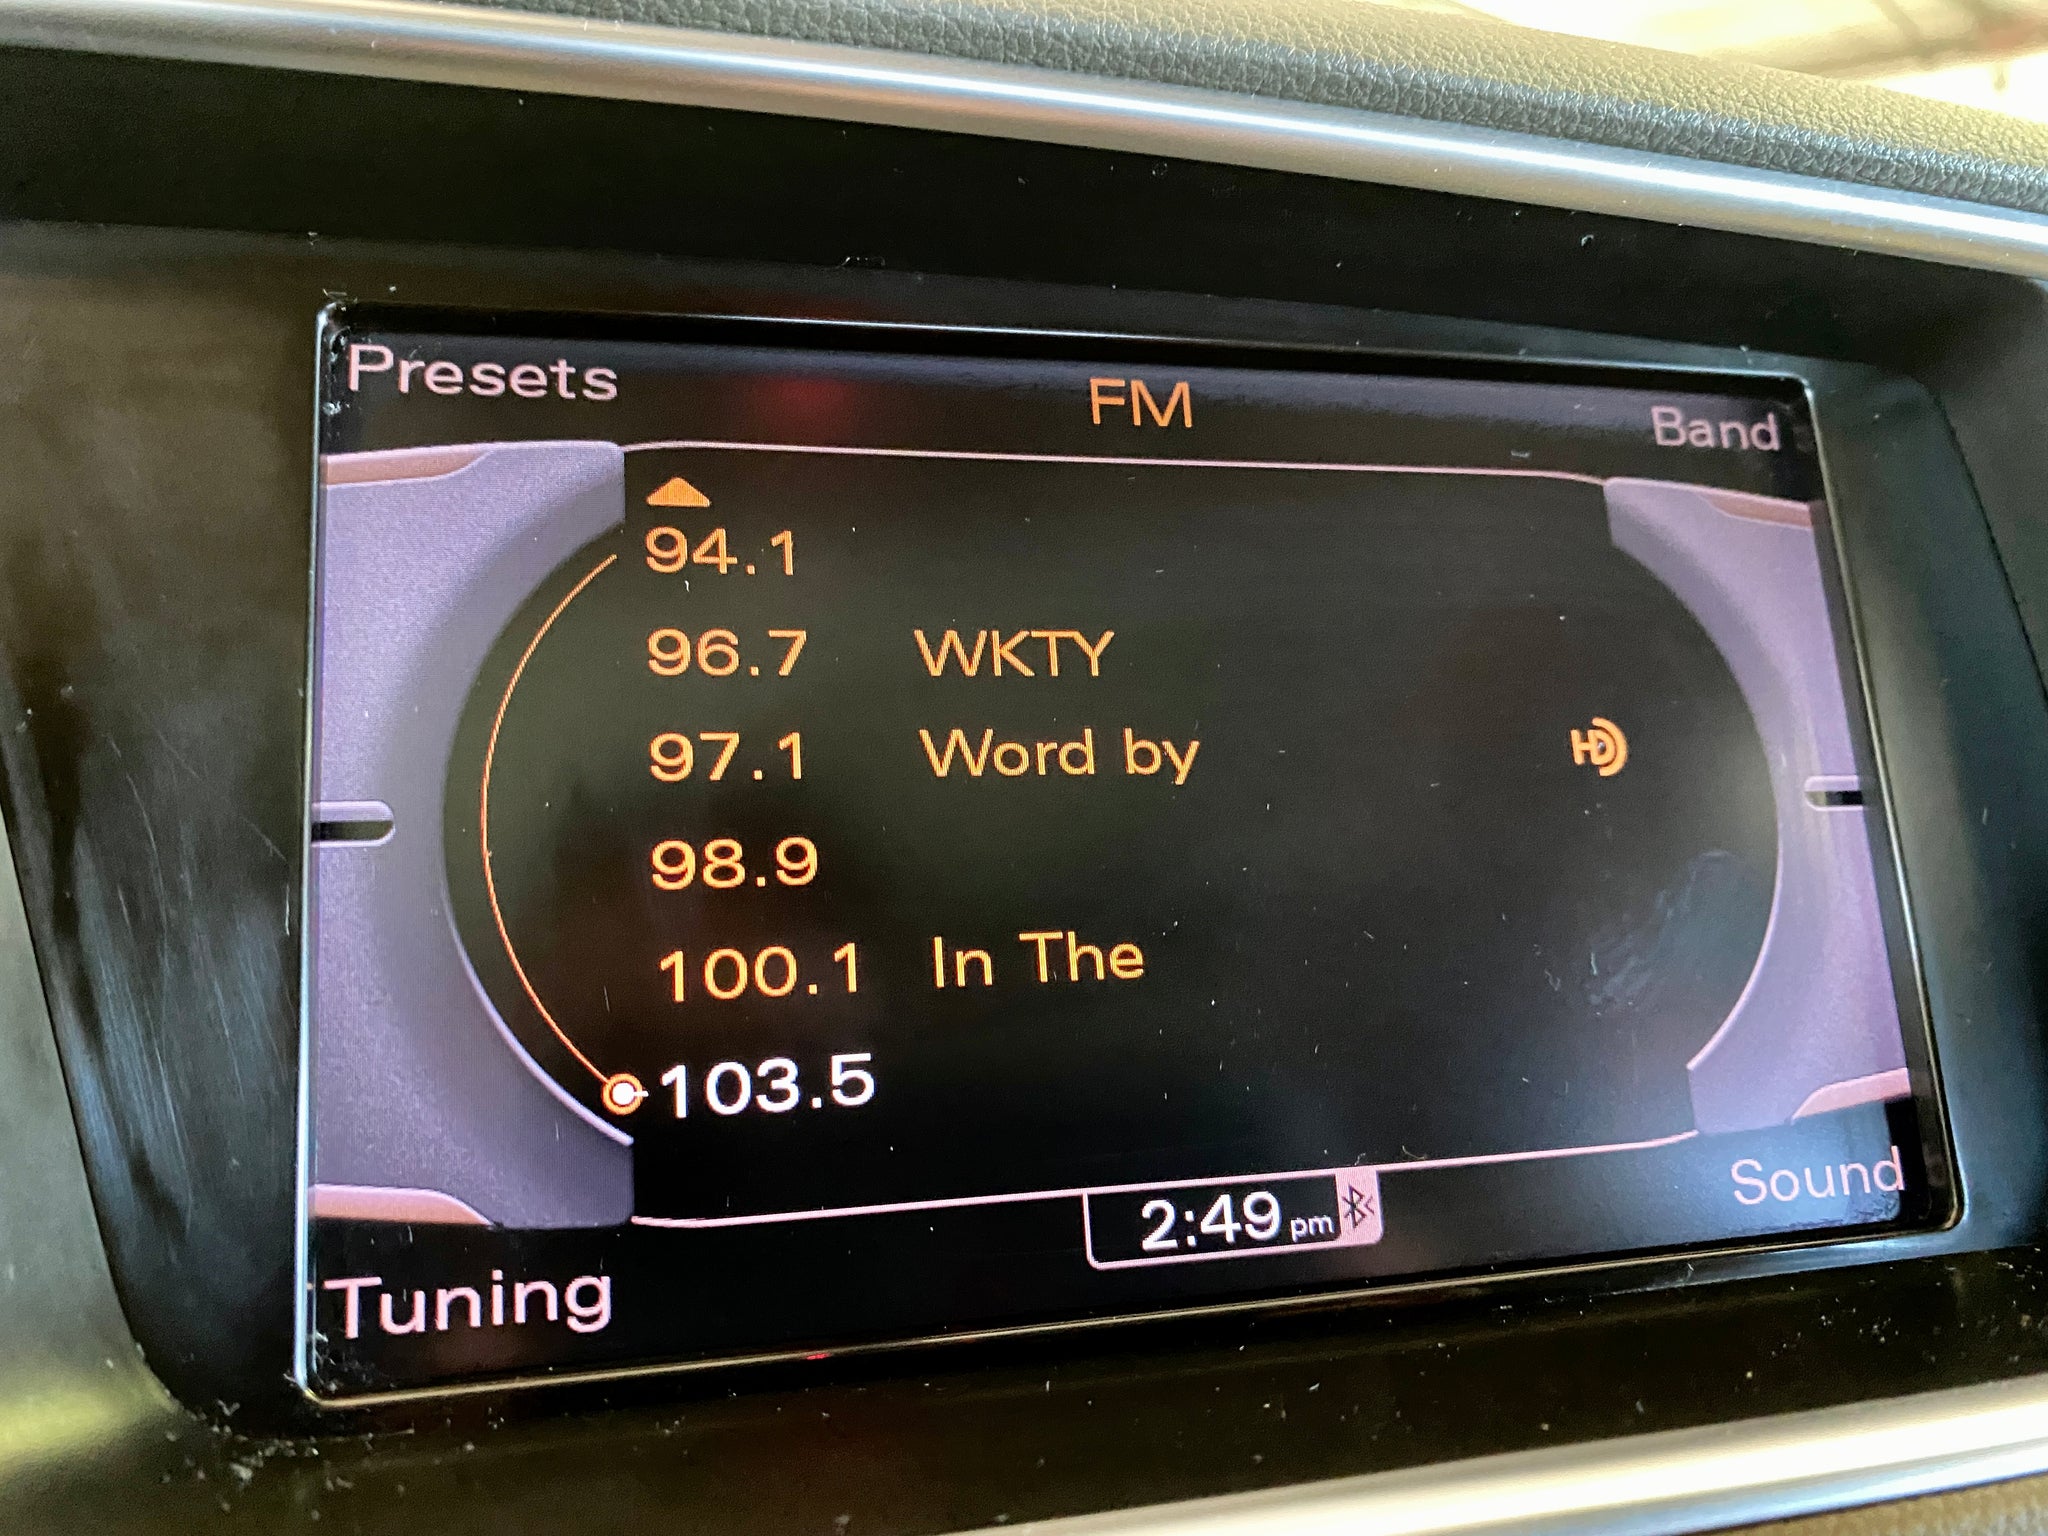 Presets
FM
Band
94.1
96.7 WKTY
97.1 Word by HD
98.9
100.1 In The
103.5
2:49 pm
Sound
Tuning